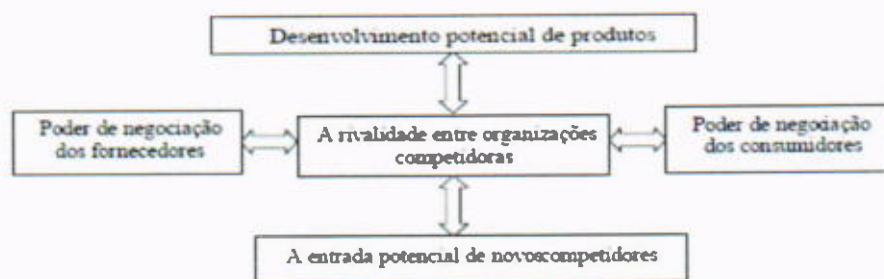 Desenvolvimento potencial de produtos
Poder de negociação
dos fornecedores
A rivalidade entre organizações
competidoras
Poder de negociação
dos consumidores
A entrada potencial de novoscompetidores